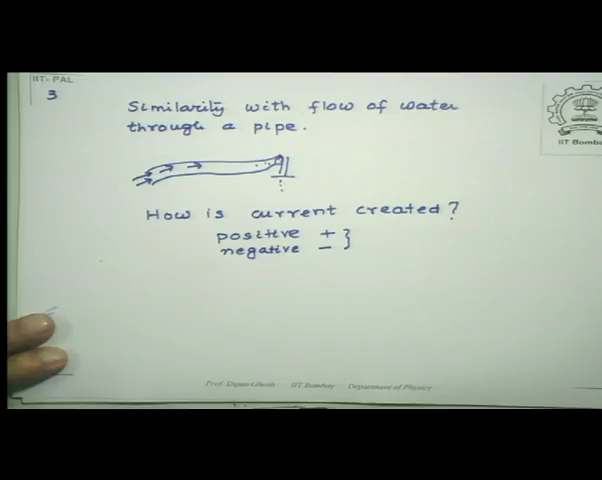 IIT- PAL
3
Similarity with flow of water
through a pipe.
IIT Bomba
How is current created?
positive +
negative -
Prof. Dipan Ghosh IIT Bombay Department of Physics